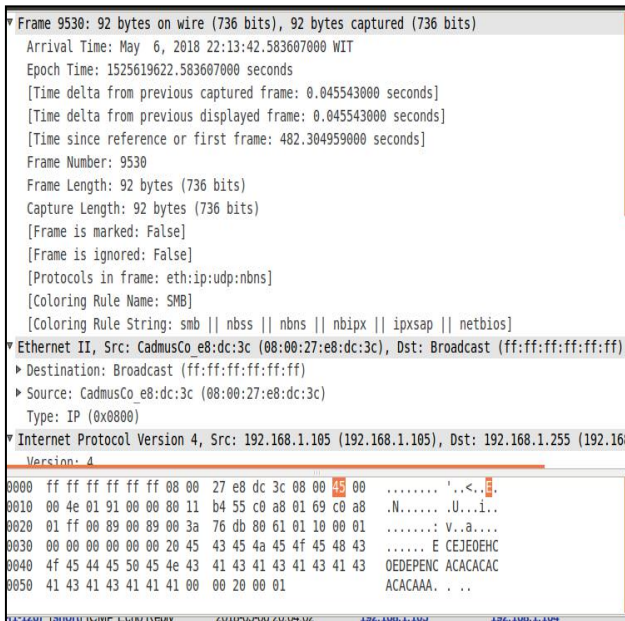 Frame 9530: 92 bytes on wire (736 bits), 92 bytes captured (736 bits)
Arrival Time: May 6, 2018 22:13:42.583607000 WIT
Epoch Time: 1525619622.583607000 seconds
[Time delta from previous captured frame: 0.045543000 seconds]
[Time delta from previous displayed frame: 0.045543000 seconds]
[Time since reference or first frame: 482.304959000 seconds]
Frame Number: 9530
Frame Length: 92 bytes (736 bits)
Capture Length: 92 bytes (736 bits)
[Frame is marked: False]
[Frame is ignored: False]
[Protocols in frame: eth:ip:udp:nbns]
[Coloring Rule Name: SMB]
[Coloring Rule String: smb || nbss || nbns || nbipx || ipxsap || netbios]
Ethernet II, Src: CadmusCo_e8:dc:3c (08:00:27:e8:dc:3c), Dst: Broadcast (ff:ff:ff:ff:ff:ff)
Destination: Broadcast (ff:ff:ff:ff:ff:ff)
Source: CadmusCo_e8:dc:3c (08:00:27:e8:dc:3c)
Type: IP (0x0800)
Internet Protocol Version 4, Src: 192.168.1.105 (192.168.1.105), Dst: 192.168.1.255 (192.168
Version: 4
0000 ff ff ff ff ff ff 08 00 27 e8 dc 3c 08 00 45 00 ........ '..<..E.
0010 00 4e 01 91 00 00 80 11 b4 55 c0 a8 01 69 c0 a8 .N...... .U...i..
0020 01 ff 00 89 00 89 00 3a 76 db 80 61 01 10 00 01 .......: v..a....
0030 00 00 00 00 00 00 20 45 43 45 4a 45 4f 45 48 43 ...... E CEJEOEHC
0040 4f 45 44 45 50 45 4e 43 41 43 41 43 41 43 41 43 OEDEPENC ACACACAC
0050 41 43 41 43 41 41 41 00 00 20 00 01 ACACAAA. . ..
ICMP Echo Reply 192.168.1.105 192.168.1.104